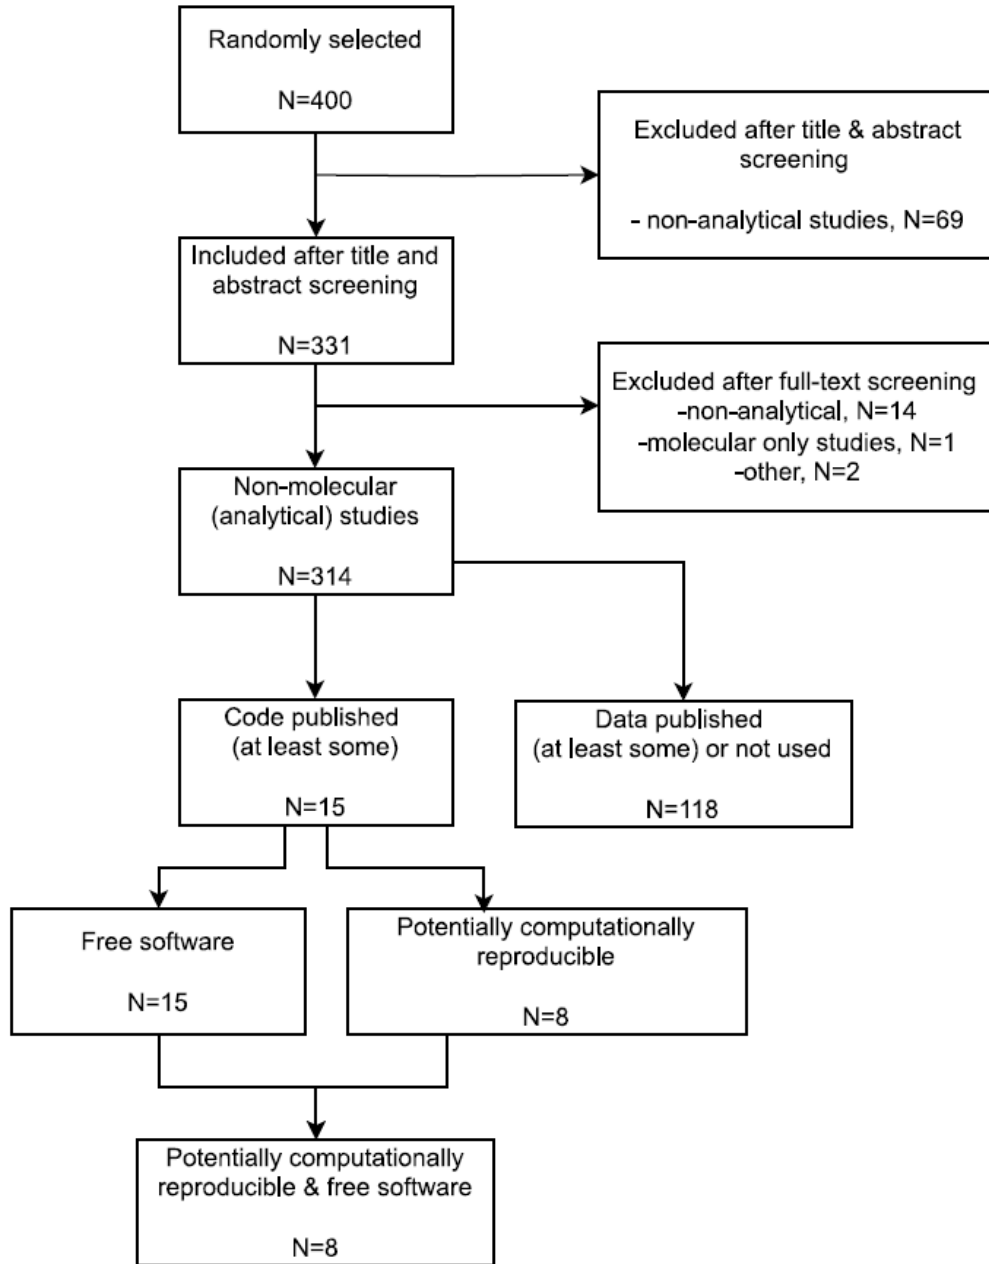 Randomly selected
N=400
Excluded after title & abstract
screening
- non-analytical studies, N=69
Included after title and
abstract screening
N=331
Excluded after full-text screening
-non-analytical, N=14
-molecular only studies, N=1
-other, N=2
Non-molecular
(analytical) studies
N=314
Code published
(at least some)
N=15
Data published
(at least some) or not used
N=118
Free software
N=15
Potentially computationally
reproducible
N=8
Potentially computationally
reproducible & free software
N=8